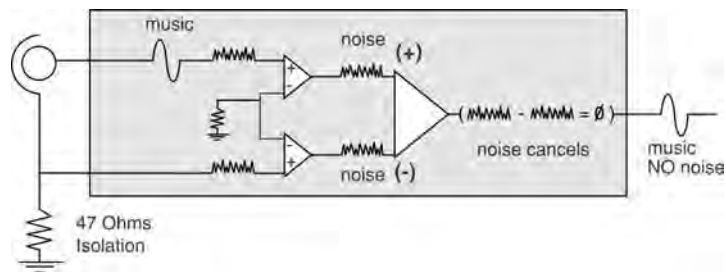 music
noise (+)
+
-
( - = ø )
-
+
noise cancels
noise (-)
music
NO noise
47 Ohms
Isolation